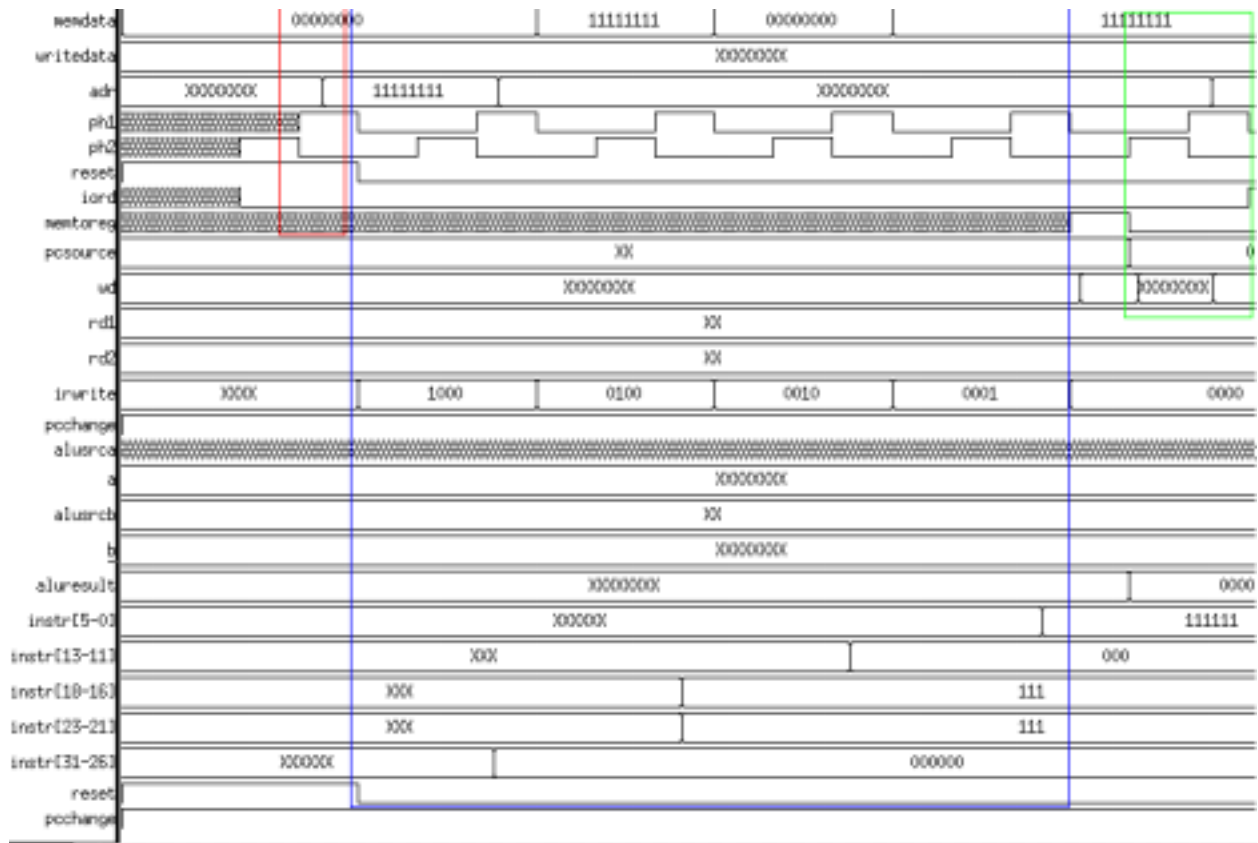 memdata 00000000 11111111 00000000 11111111
writedata XXXXXXXX
adr XXXXXXXX 11111111 XXXXXXXX
ph1
ph2
reset
iord
memtoreg
pcsource XX 0
wd XXXXXXXX XXXXXXXX
rd1 XX
rd2 XX
irwrite XXXX 1000 0100 0010 0001 0000
pcchange
alusrca
a XXXXXXXX
alusrcb XX
b XXXXXXXX
aluresult XXXXXXXX 0000
instr[5-0] XXXXXX 111111
instr[13-11] XXX 000
instr[18-16] XXX 111
instr[23-21] XXX 111
instr[31-26] XXXXXX 000000
reset
pcchange